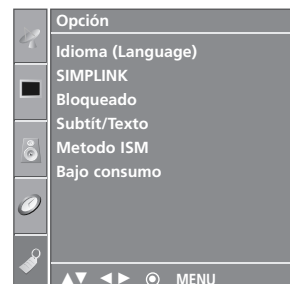 Opción
Idioma (Language)
SIMPLINK
Bloqueado
Subtít/Texto
Metodo ISM
Bajo consumo
▲▼ ◀▶ ◉ MENU